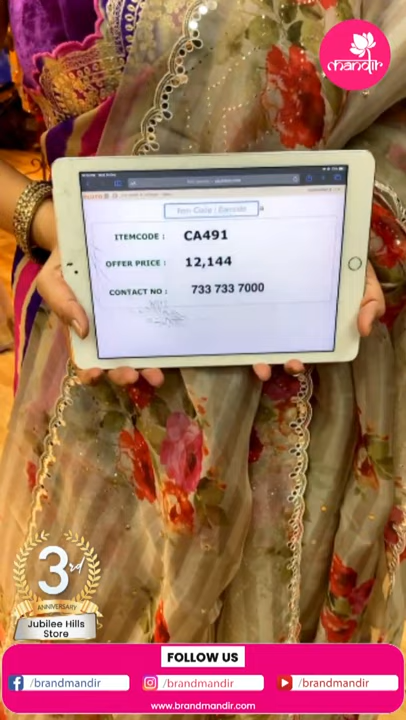 mandir
ITEMCODE : CA491
OFFER PRICE : 12,144
CONTACT NO : 733 733 7000
3rd
ANNIVERSARY
Jubilee Hills
Store
FOLLOW US
/brandmandir /brandmandir /brandmandir
www.brandmandir.com